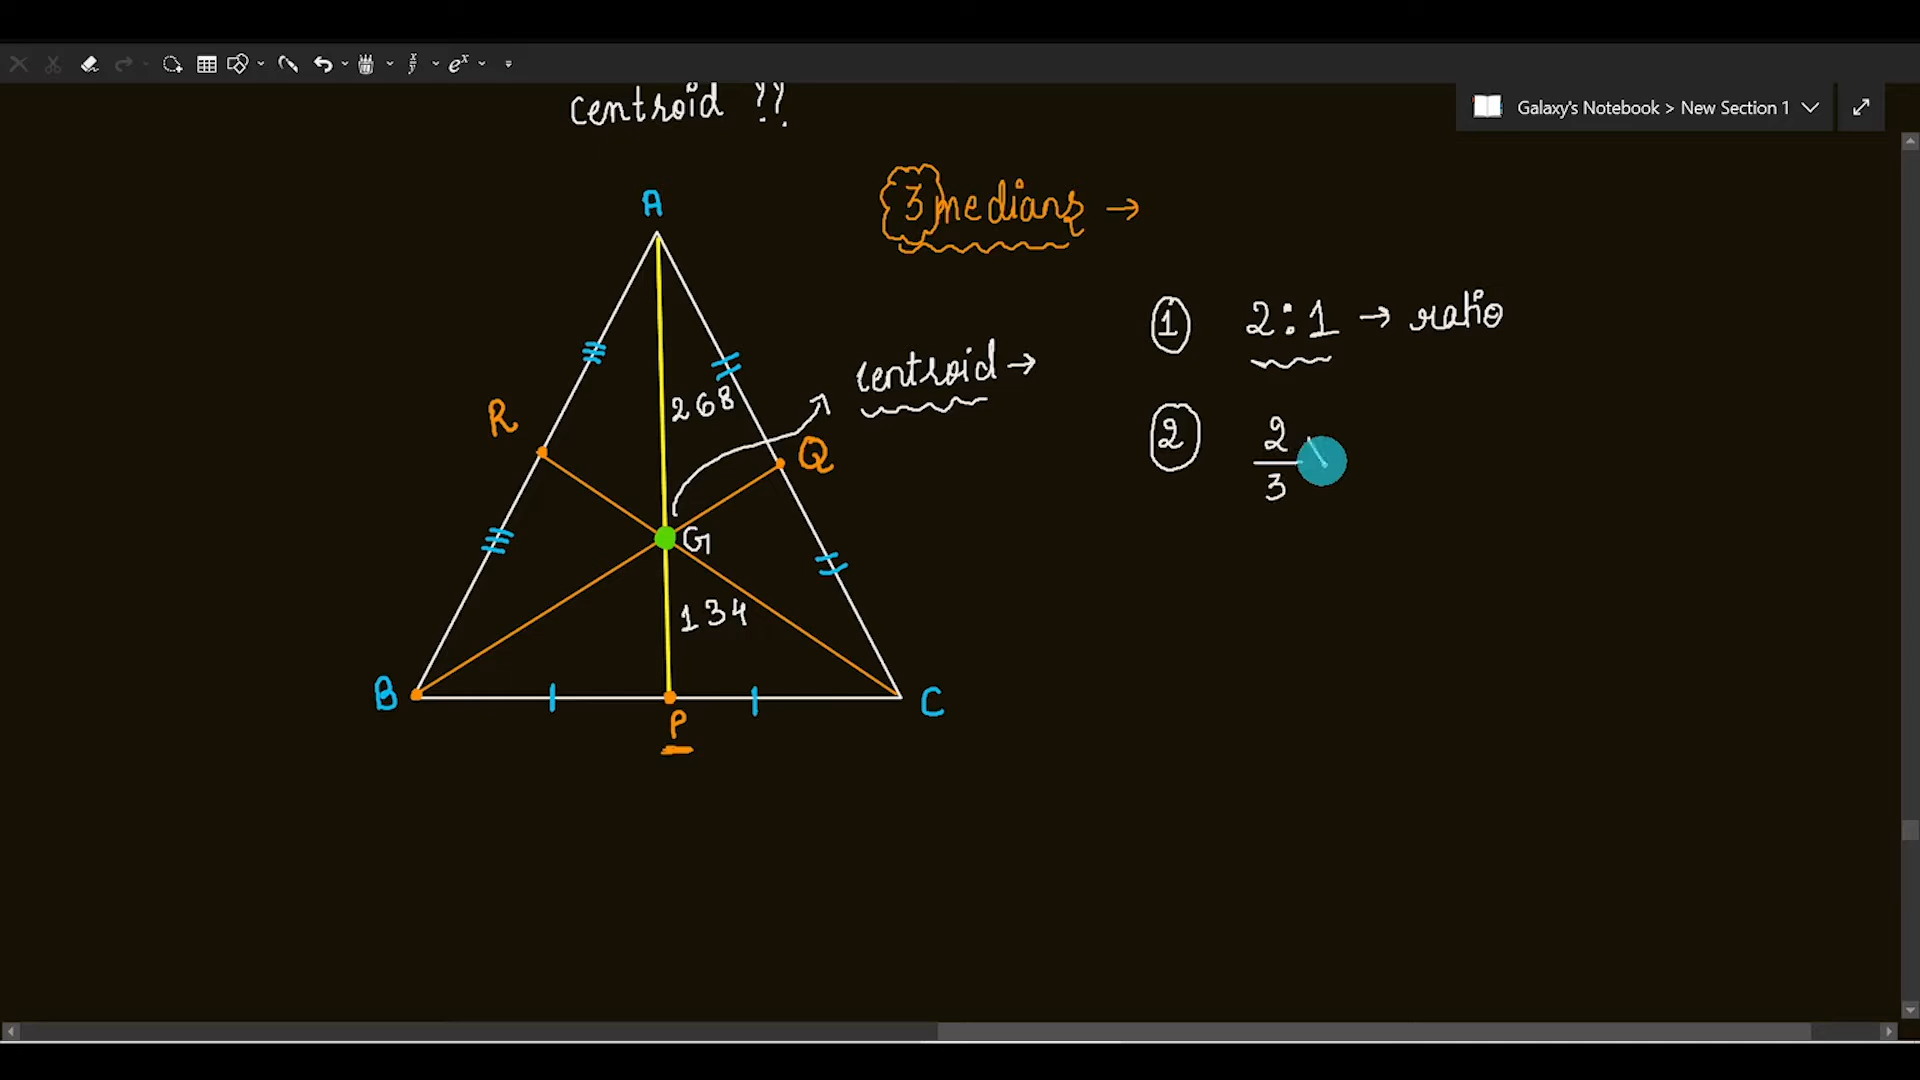 centroid ??
Galaxy's Notebook > New Section 1
A
3 medians →
① 2:1 → ratio
centroid →
268
R
Q
② 2/3
G
134
B
C
P